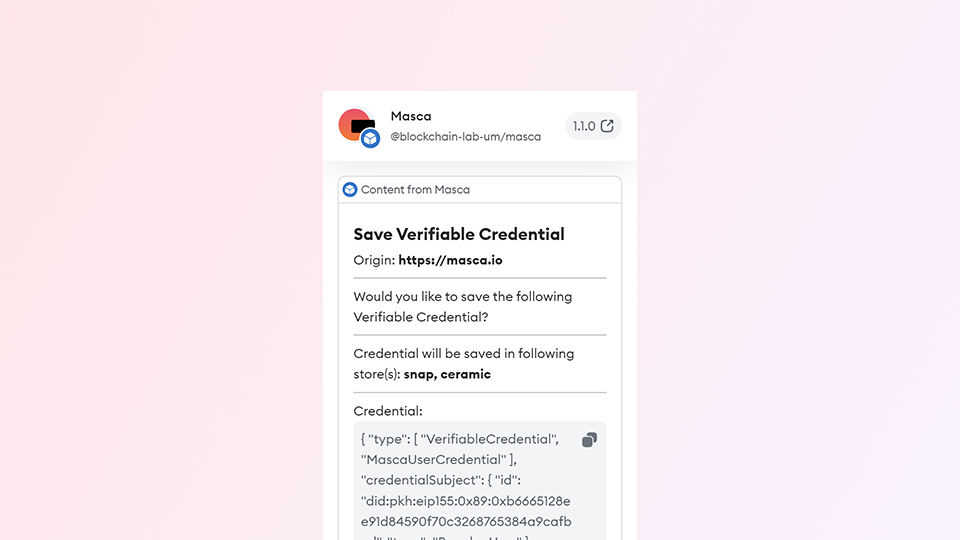 Masca
@blockchain-lab-um/masca
1.1.0
Content from Masca
Save Verifiable Credential
Origin: https://masca.io
Would you like to save the following
Verifiable Credential?
Credential will be saved in following
store(s): snap, ceramic
Credential:
{ "type": [ "VerifiableCredential",
"MascaUserCredential" ],
"credentialSubject": { "id":
"did:pkh:eip155:0x89:0xb6665128e
e91d84590f70c3268765384a9cafb